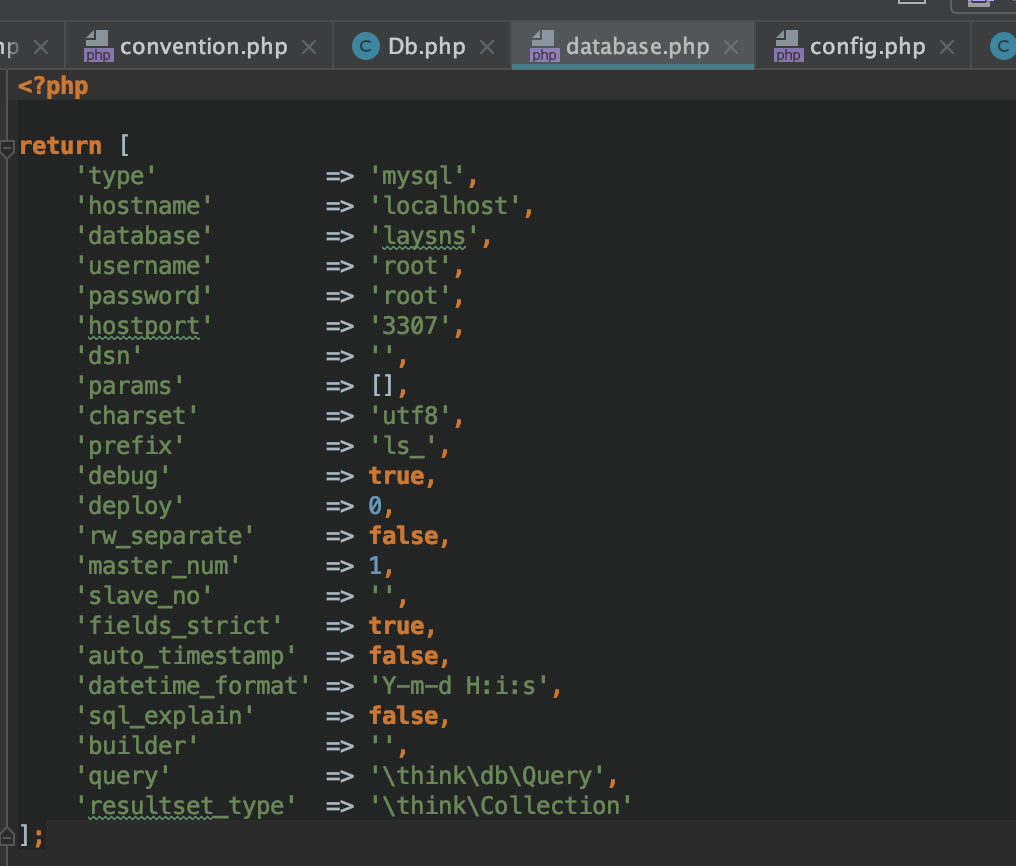 hp convention.php Db.php database.php config.php
<?php
return [
    'type'            => 'mysql',
    'hostname'        => 'localhost',
    'database'        => 'laysns',
    'username'        => 'root',
    'password'        => 'root',
    'hostport'        => '3307',
    'dsn'             => '',
    'params'          => [],
    'charset'         => 'utf8',
    'prefix'          => 'ls_',
    'debug'           => true,
    'deploy'          => 0,
    'rw_separate'     => false,
    'master_num'      => 1,
    'slave_no'        => '',
    'fields_strict'   => true,
    'auto_timestamp'  => false,
    'datetime_format' => 'Y-m-d H:i:s',
    'sql_explain'     => false,
    'builder'         => '',
    'query'           => '\think\db\Query',
    'resultset_type'  => '\think\Collection'
];